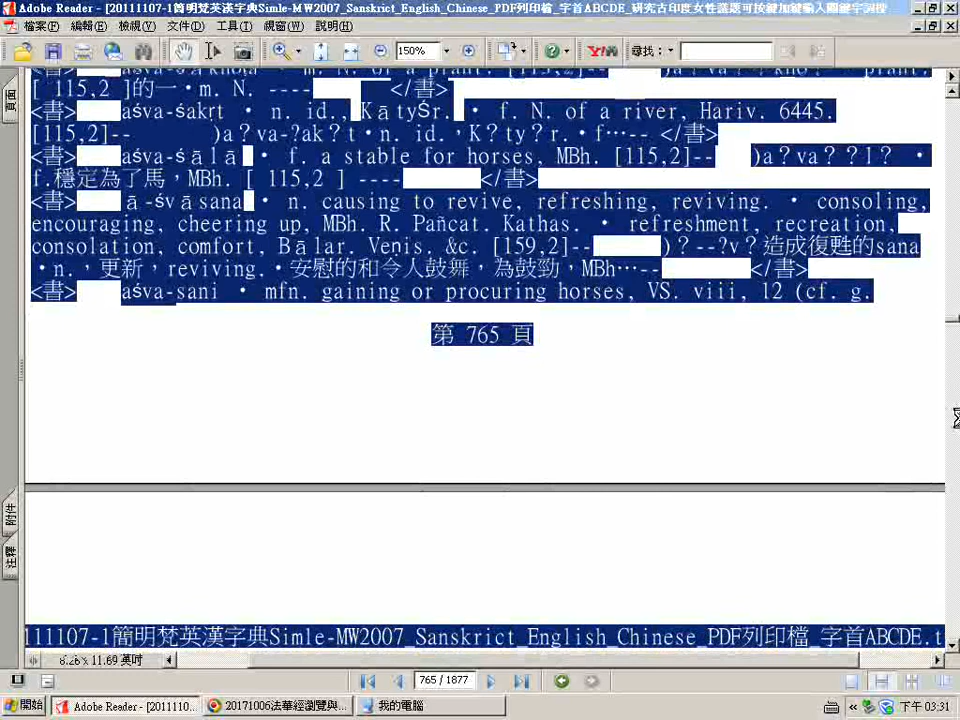 Adobe Reader - [20111107-1簡明梵英漢字典Simle-MW2007_Sanskrict_English_Chinese_PDF列印檔_字首ABCDE_研究古印度女性議題可按鍵加鍵輸入關鍵字詞搜
檔案(F) 編輯(E) 檢視(V) 文件(D) 工具(T) 視窗(W) 說明(H)
150% 尋找：
頁面
[ 115,2 ]的一・m. N. ---- </書>
<書> aśva-śakṛt ・ n. id., KātyŚr. ・ f. N. of a river, Hariv. 6445.
[115,2]-- )a？va-?ak？t・n. id.，K？ty？r.・f…-- </書>
<書> aśva-śālā ・ f. a stable for horses, MBh. [115,2]-- )a？va？？l？ ・
f.穩定為了馬，MBh. [ 115,2 ] ---- </書>
<書> ā-śvāsana ・ n. causing to revive, refreshing, reviving. ・ consoling,
encouraging, cheering up, MBh. R. Pañcat. Kathas. ・ refreshment, recreation,
consolation, comfort, Bālar. Venis. &c. [159,2]-- )？--?v？造成復甦的sana
・n.，更新，reviving.・安慰的和令人鼓舞，為鼓勁，MBh…-- </書>
<書> aśva-sani ・ mfn. gaining or procuring horses, VS. viii, 12 (cf. g.
第 765 頁
附件
注釋
111107-1簡明梵英漢字典Simle-MW2007_Sanskrict_English_Chinese_PDF列印檔_字首ABCDE.t
8.26 x 11.69 英吋
765 / 1877
開始 Adobe Reader - [2011110... 20171006法華經瀏覽與... 我的電腦 下午 03:31